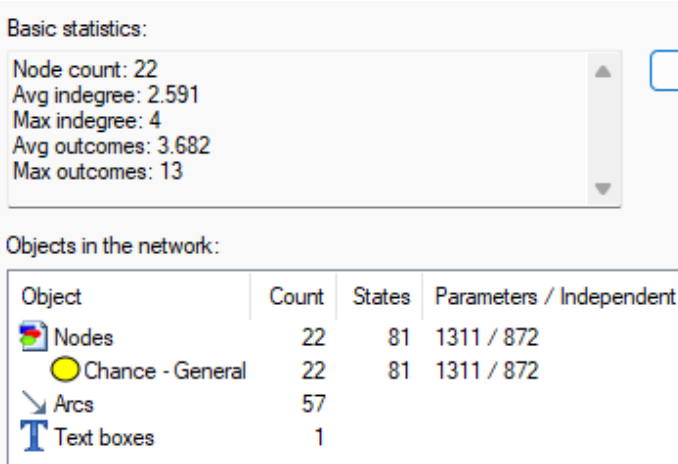 Basic statistics:
Node count: 22
Avg indegree: 2.591
Max indegree: 4
Avg outcomes: 3.682
Max outcomes: 13
Objects in the network:
Object Count States Parameters / Independent
Nodes 22 81 1311 / 872
Chance - General 22 81 1311 / 872
Arcs 57
Text boxes 1